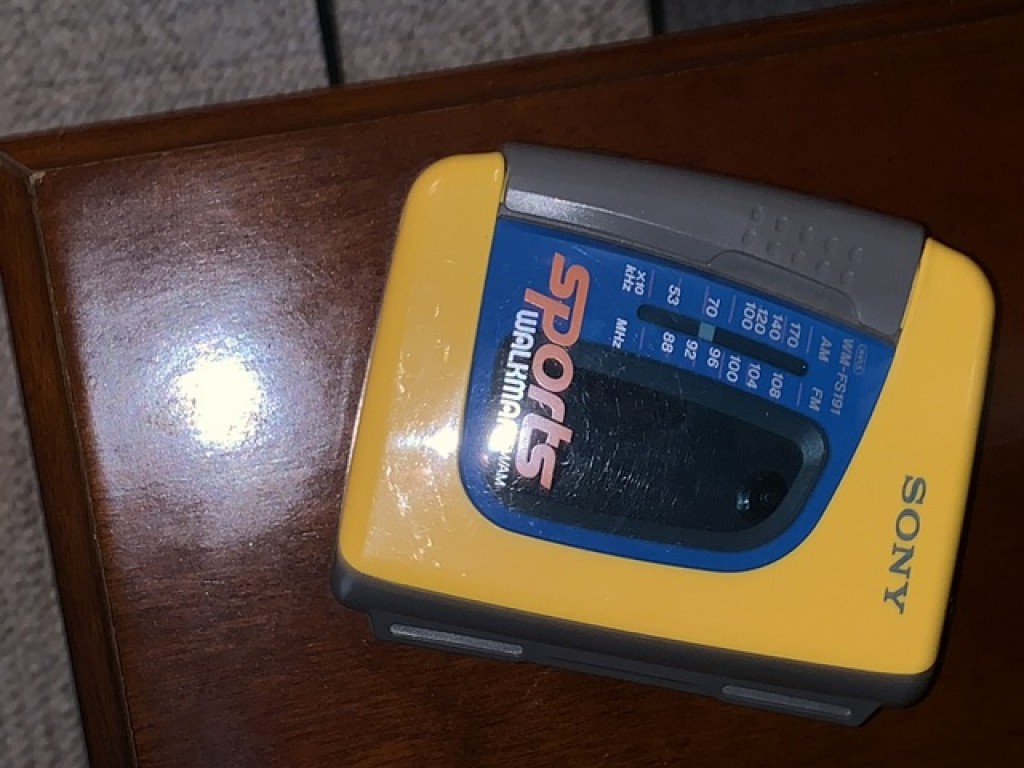 SONY
WM-FS191
AM FM
170 108
140
120 104
100 100
70 96
92
53 88
X10 MHz
kHz
Sports
WALKMAN